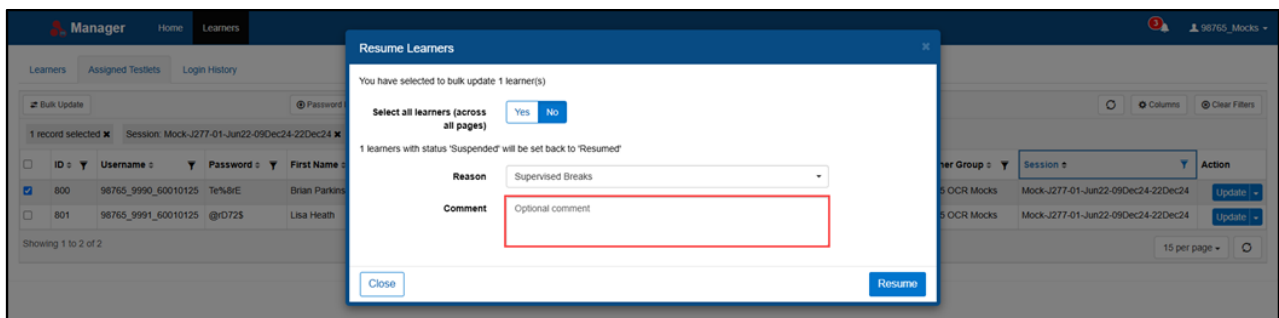 Manager Home Learners 3 98765_Mocks
Resume Learners
Learners Assigned Testlets Login History
You have selected to bulk update 1 learner(s)
Bulk Update Password Columns Clear Filters
Select all learners (across all pages) Yes No
1 record selected Session: Mock-J277-01-Jun22-09Dec24-22Dec24
1 learners with status 'Suspended' will be set back to 'Resumed'
ID Username Password First Name ner Group Session Action
Reason Supervised Breaks
800 98765_9990_60010125 Te%8rE Brian Parkins 5 OCR Mocks Mock-J277-01-Jun22-09Dec24-22Dec24 Update
Comment Optional comment
801 98765_9991_60010125 @rD72$ Lisa Heath 5 OCR Mocks Mock-J277-01-Jun22-09Dec24-22Dec24 Update
Showing 1 to 2 of 2 15 per page
Close Resume